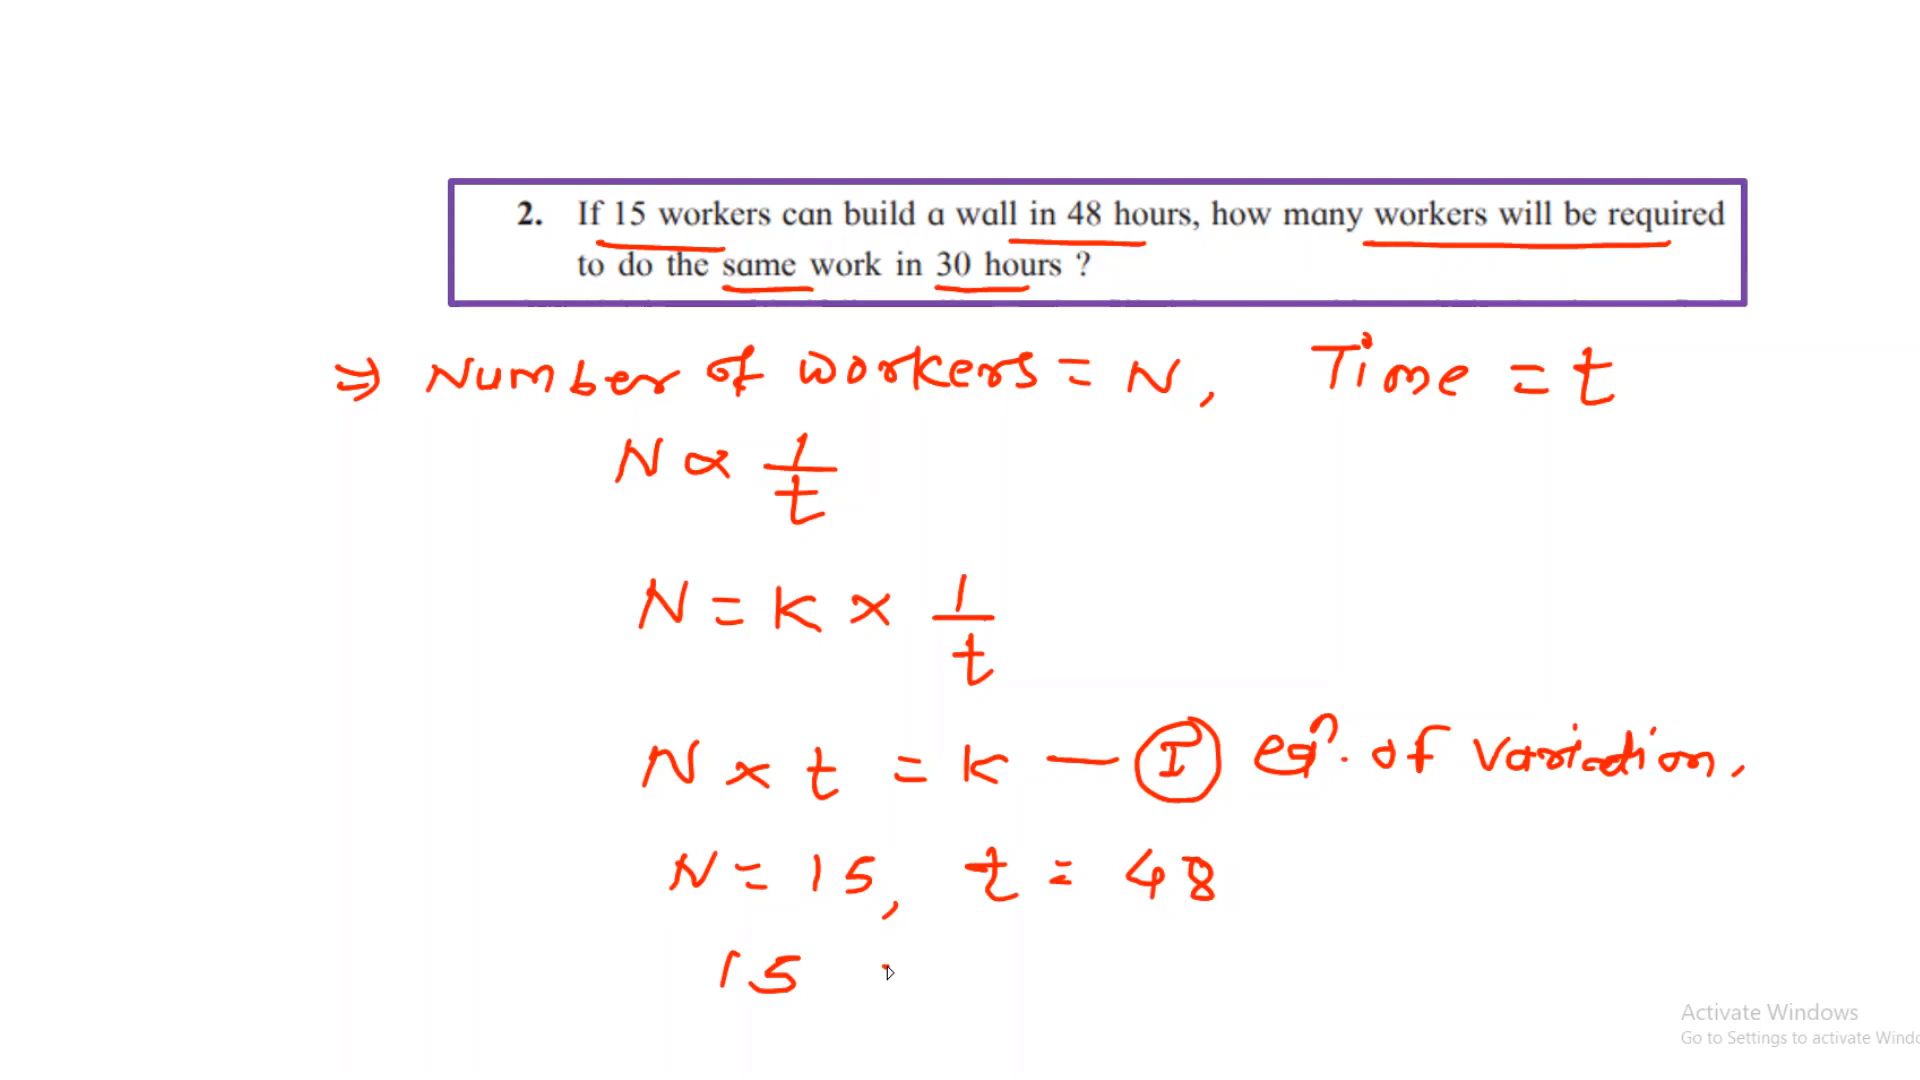 2. If 15 workers can build a wall in 48 hours, how many workers will be required
to do the same work in 30 hours ?
⇒ Number of workers = N, Time = t
N ∝ 1/t
N = K × 1/t
N × t = K — I eqⁿ. of variation,
N = 15, t = 48
15
Activate Windows
Go to Settings to activate Windo